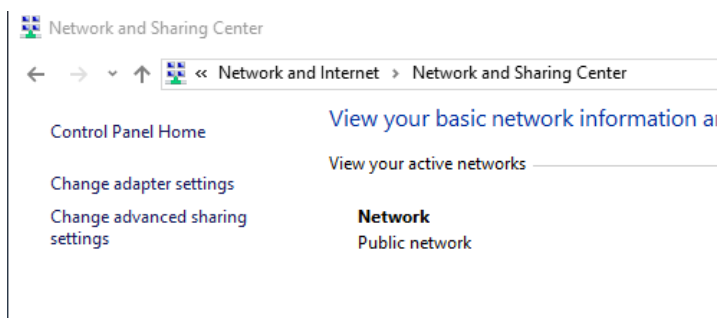 Network and Sharing Center
« Network and Internet › Network and Sharing Center
Control Panel Home
Change adapter settings
Change advanced sharing
settings
View your basic network information a
View your active networks
Network
Public network